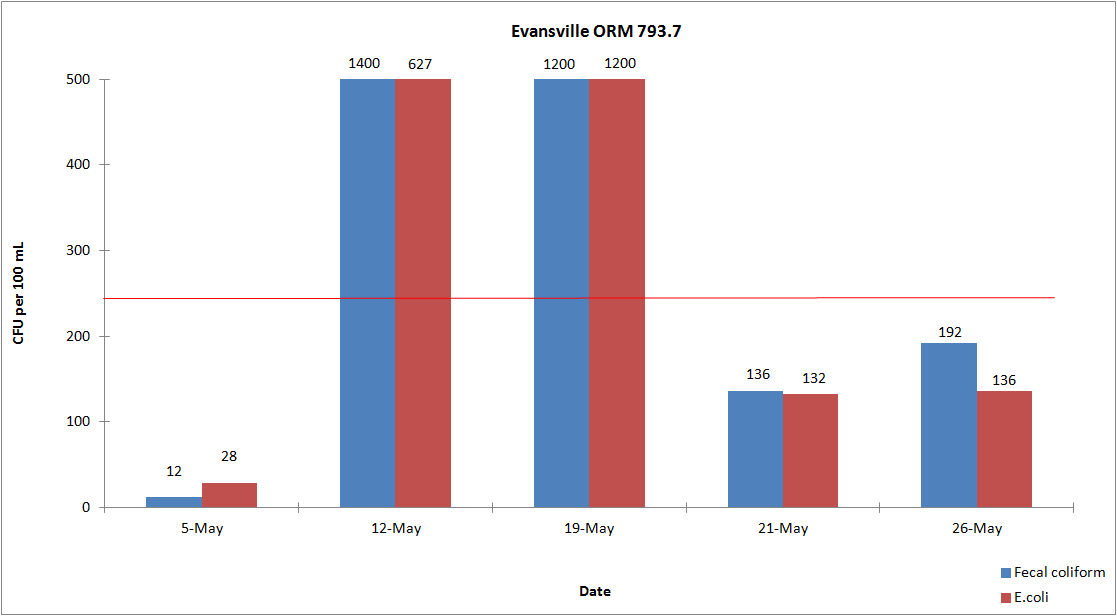 Evansville ORM 793.7
1400 627 1200 1200
500
400
300
200
100
0
CFU per 100 mL
192
136 132 136
12 28
5-May 12-May 19-May 21-May 26-May
Date
Fecal coliform
E.coli